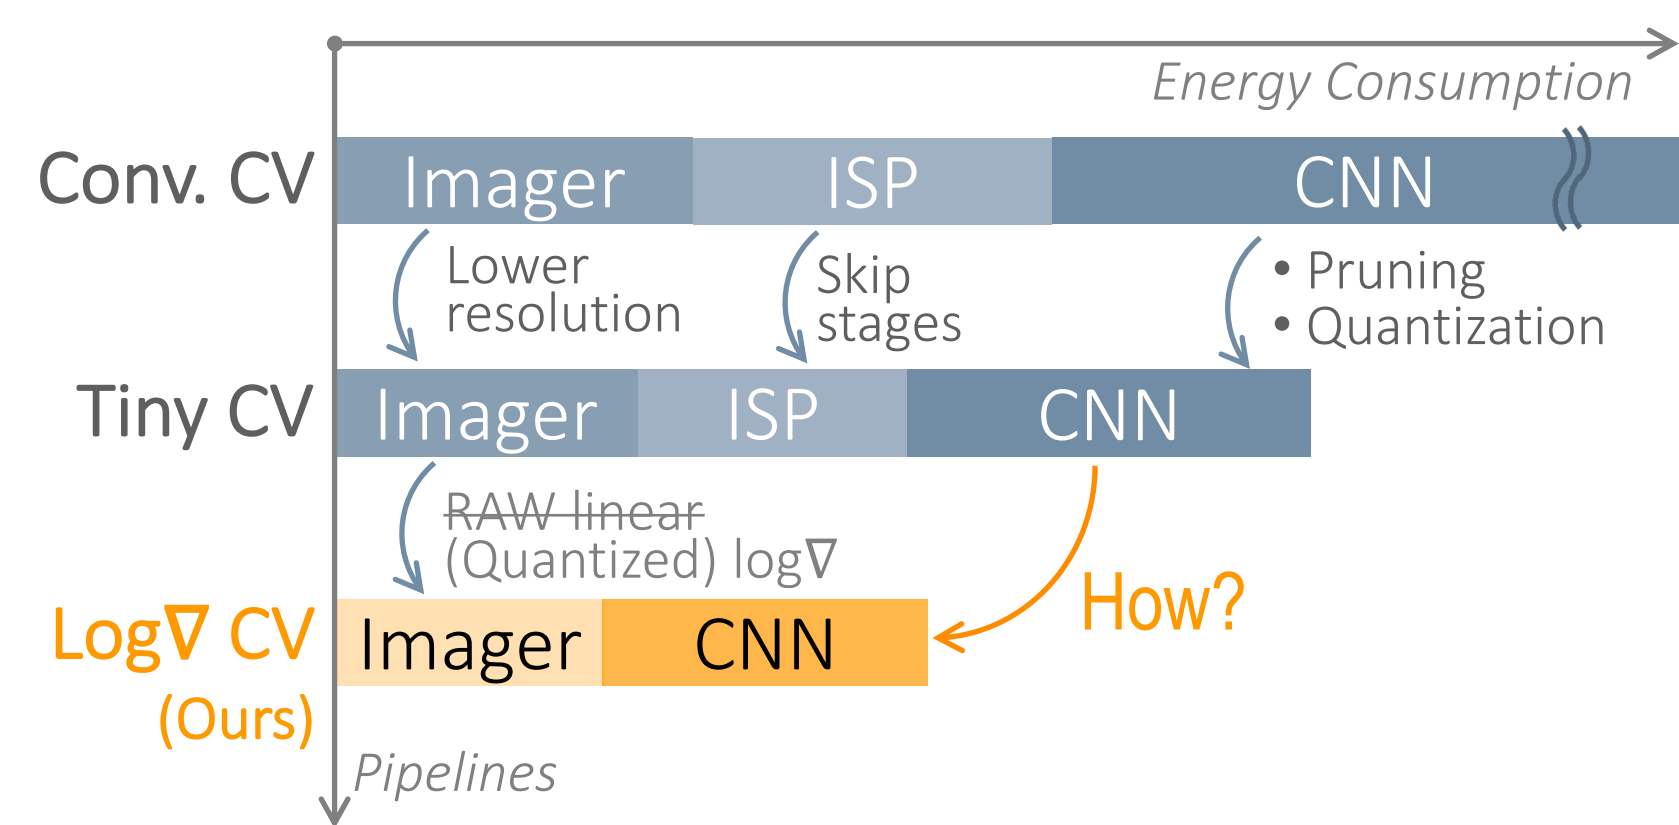 Energy Consumption
Conv. CV
Imager
ISP
CNN
Lower
resolution
Skip
stages
• Pruning
• Quantization
Tiny CV
Imager
ISP
CNN
RAW linear
(Quantized) log∇
How?
Log∇ CV
(Ours)
Imager
CNN
Pipelines